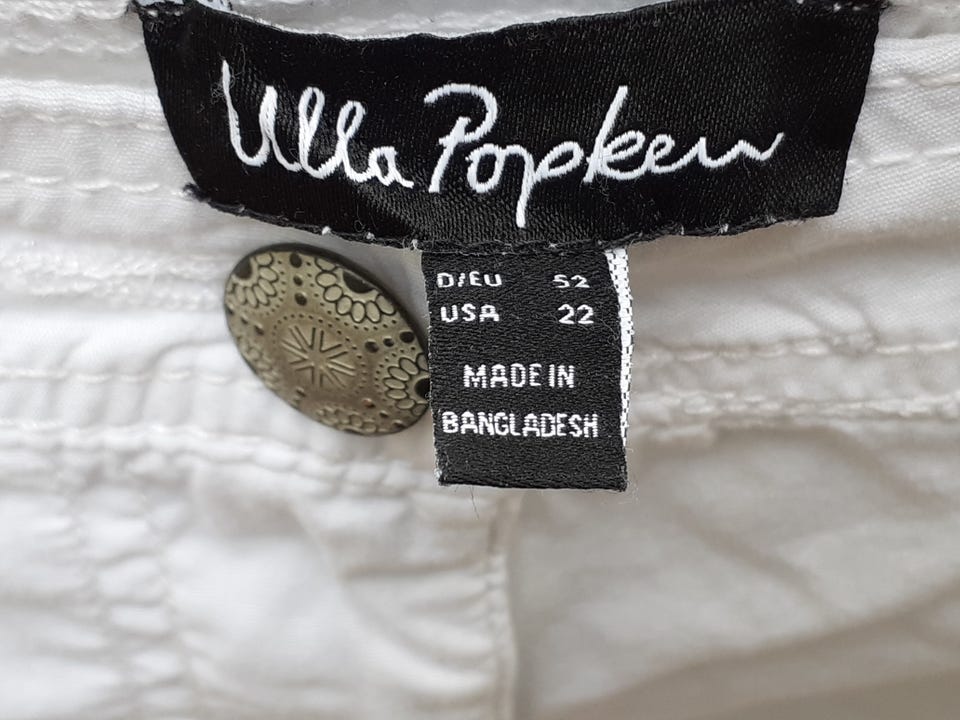 Ulla Popken
D/EU 52
USA 22
MADE IN
BANGLADESH